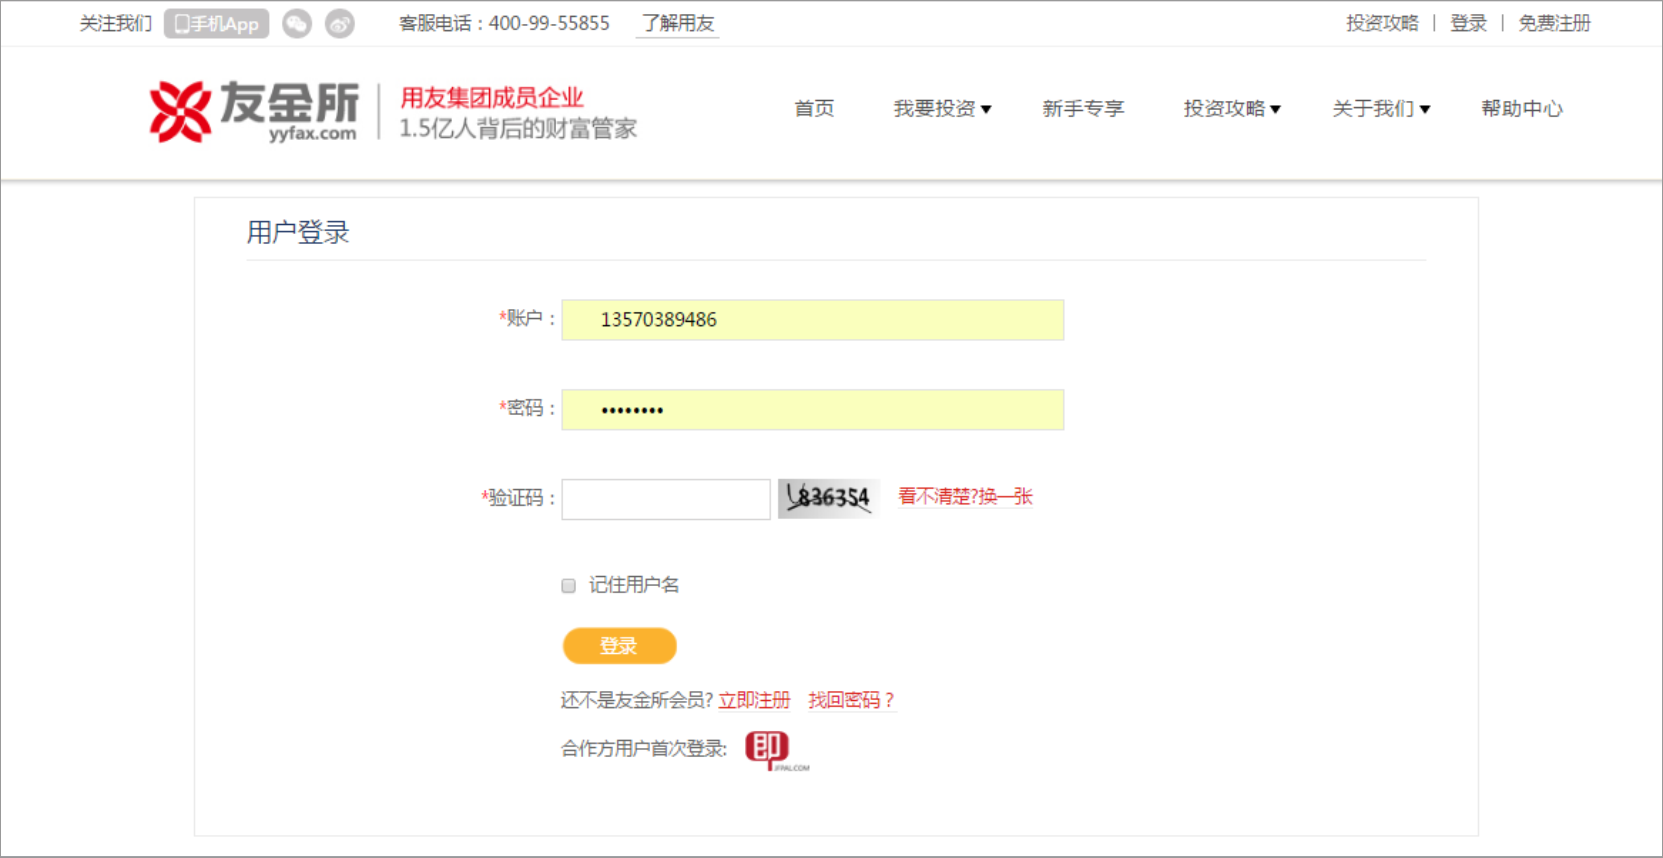 关注我们 手机App 客服电话：400-99-55855 了解用友 投资攻略 | 登录 | 免费注册
友金所 yyfax.com
用友集团成员企业
1.5亿人背后的财富管家
首页 我要投资▼ 新手专享 投资攻略▼ 关于我们▼ 帮助中心
用户登录
*账户： 13570389486
*密码： ••••••••
*验证码： 836354 看不清楚?换一张
记住用户名
登录
还不是友金所会员? 立即注册 找回密码？
合作方用户首次登录: 即 JFPAL.COM